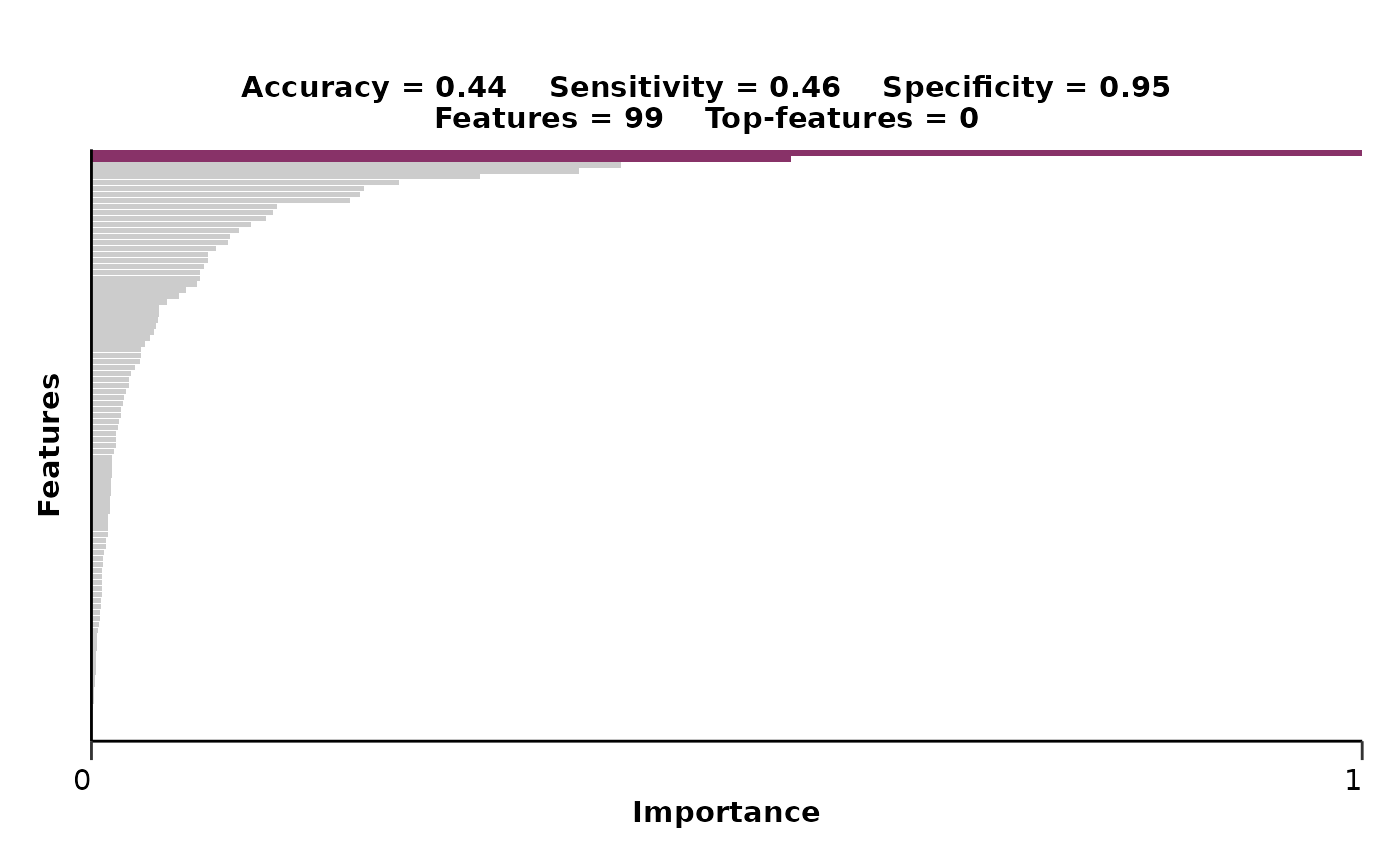 Accuracy = 0.44    Sensitivity = 0.46    Specificity = 0.95
Features = 99    Top-features = 0
Features
0
1
Importance